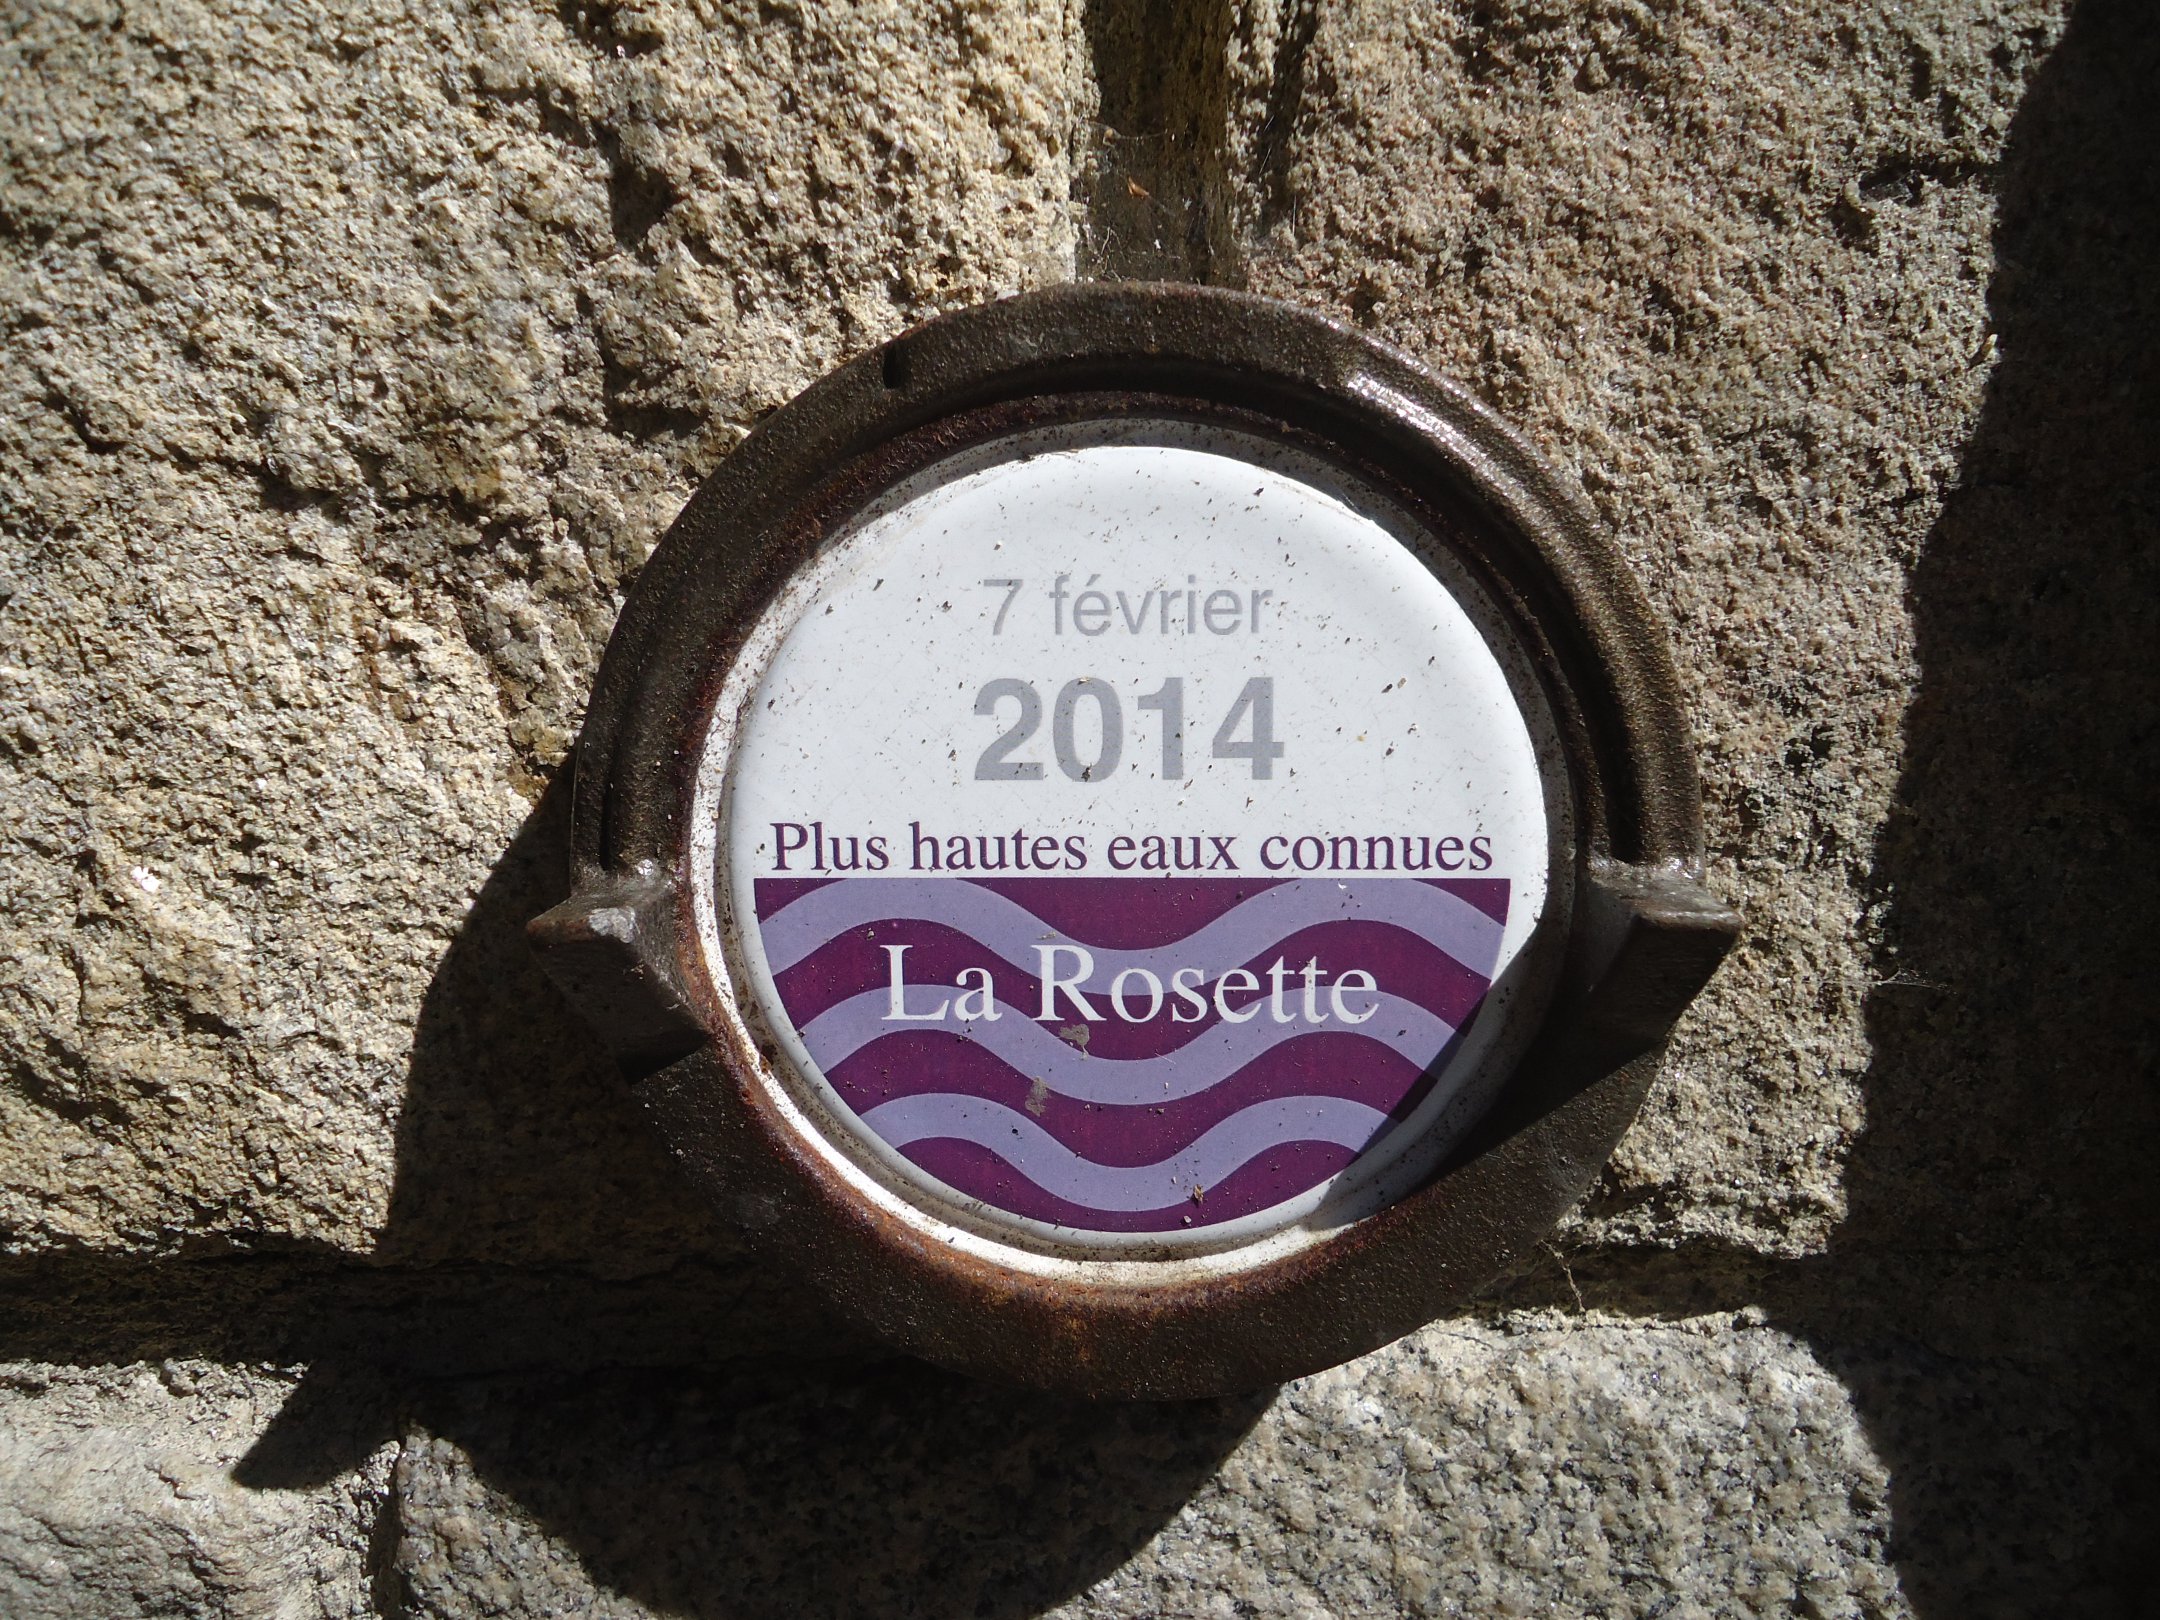 7 février
2014
Plus hautes eaux connues
La Rosette